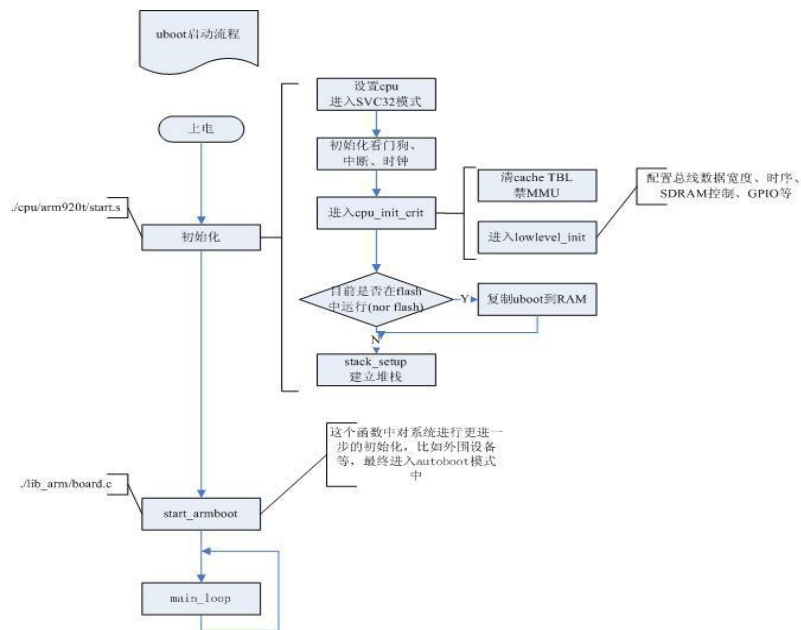 uboot启动流程
上电
./cpu/arm920t/start.s
初始化
设置cpu
进入SVC32模式
初始化看门狗、
中断、时钟
进入cpu_init_crit
清cache TBL
禁MMU
进入lowlevel_init
配置总线数据宽度、时序、
SDRAM控制、GPIO等
目前是否在flash
中运行(nor flash)
Y
复制uboot到RAM
N
stack_setup
建立堆栈
这个函数中对系统进行更进一
步的初始化，比如外围设备
等，最终进入autoboot模式
中
./lib_arm/board.c
start_armboot
main_loop